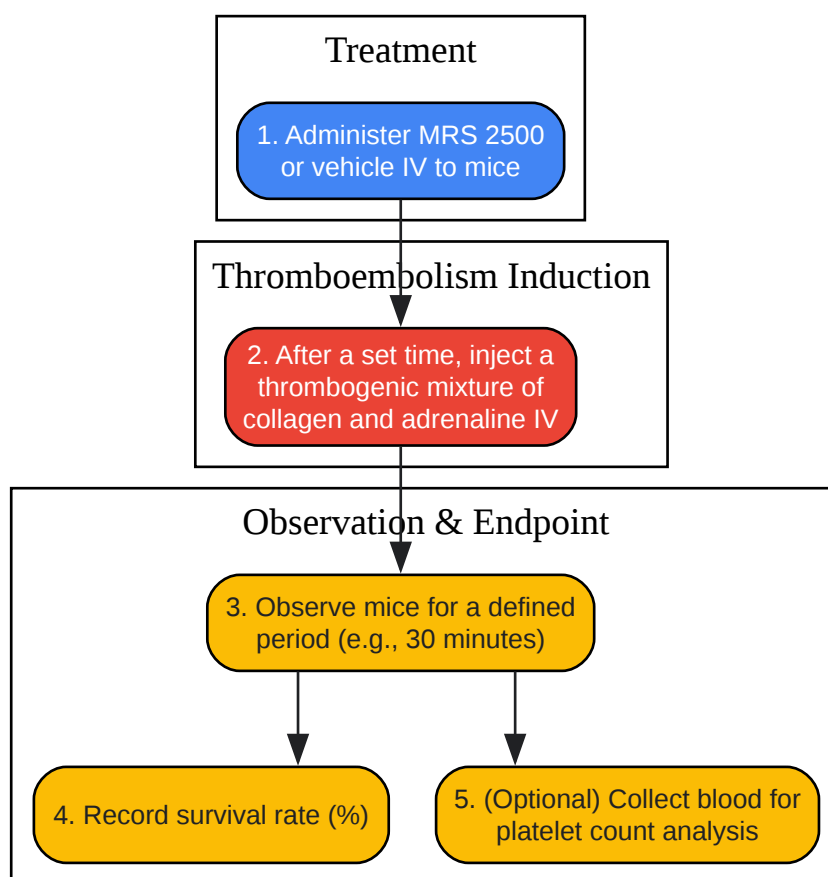 Treatment
1. Administer MRS 2500
or vehicle IV to mice
Thromboembolism Induction
2. After a set time, inject a
thrombogenic mixture of
collagen and adrenaline IV
Observation & Endpoint
3. Observe mice for a defined
period (e.g., 30 minutes)
4. Record survival rate (%)
5. (Optional) Collect blood for
platelet count analysis